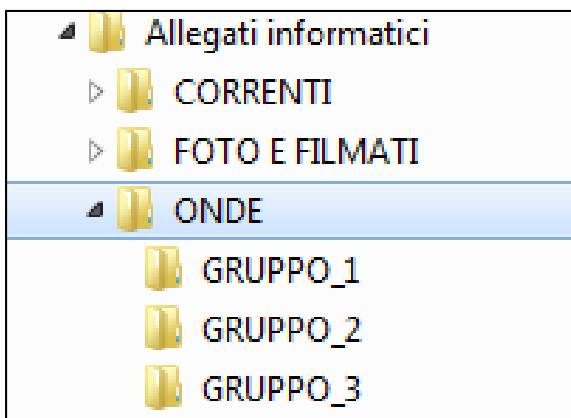 Allegati informatici
CORRENTI
FOTO E FILMATI
ONDE
GRUPPO_1
GRUPPO_2
GRUPPO_3